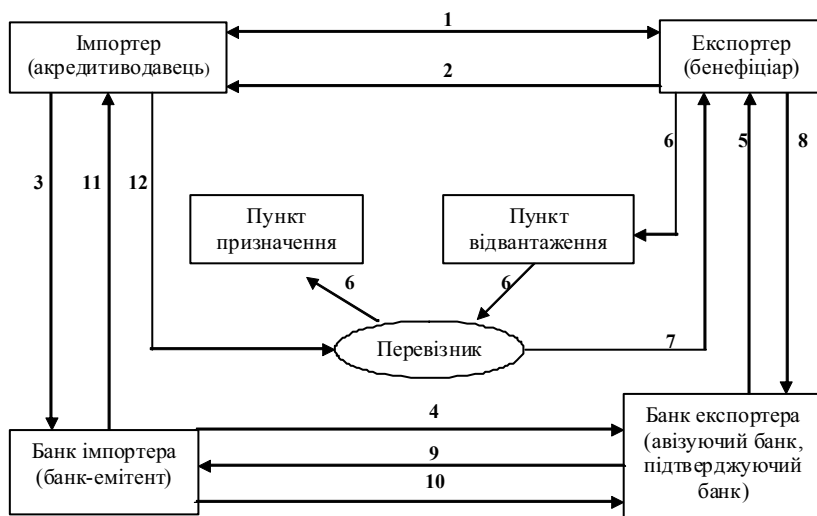 1
Імпортер
(акредитиводавець)
Експортер
(бенефіціар)
2
3
11
12
6
5
8
Пункт
призначення
Пункт
відвантаження
6
6
Перевізник
7
4
Банк імпортера
(банк-емітент)
9
10
Банк експортера
(авізуючий банк,
підтверджуючий
банк)